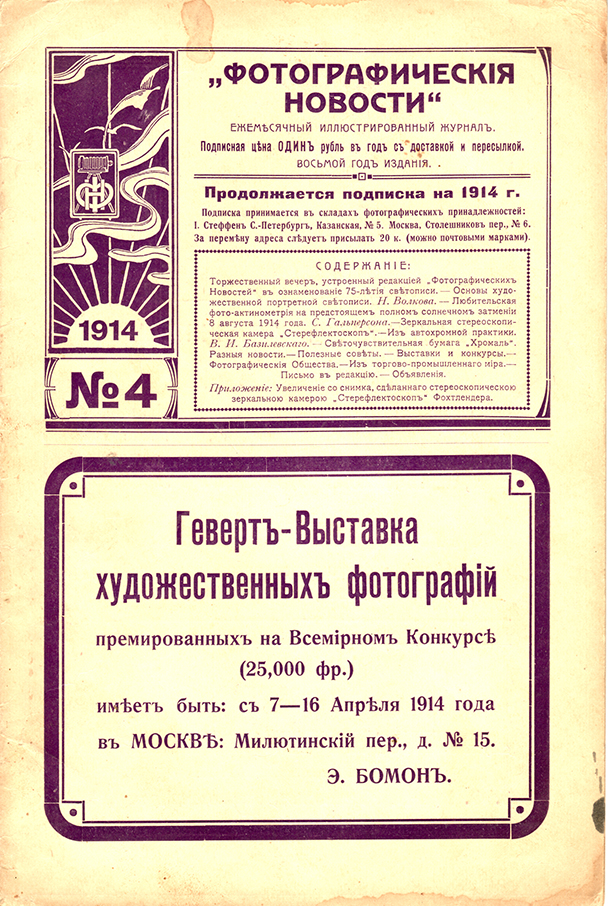 „ФОТОГРАФИЧЕСКІЯ
НОВОСТИ“
ЕЖЕМѢСЯЧНЫЙ ИЛЛЮСТРИРОВАННЫЙ ЖУРНАЛЪ.
Подписная цѣна ОДИНЪ рубль въ годъ съ доставкой и пересылкой.
ВОСЬМОЙ ГОДЪ ИЗДАНІЯ.
Продолжается подписка на 1914 г.
Подписка принимается въ складахъ фотографическихъ принадлежностей:
І. Стеффенъ С.-Петербургъ, Казанская, № 5. Москва, Столешниковъ пер., № 6.
За перемѣну адреса слѣдуетъ присылать 20 к. (можно почтовыми марками).
СОДЕРЖАНІЕ:
Торжественный вечеръ, устроенный редакціей „Фотографическихъ
Новостей“ въ ознаменованіе 75-лѣтія свѣтописи. — Основы худо-
жественной портретной свѣтописи. Н. Волкова. — Любительская
фото-актинометрія на предстоящемъ полномъ солнечномъ затменіи
8 августа 1914 года. С. Гальперсона. — Зеркальная стереоскопи-
ческая камера „Стерефлектоскопъ“. — Изъ автохромной практики.
В. Н. Базилевскаго. — Свѣточувствительная бумага „Хромаль“.
Разныя новости. — Полезные совѣты. — Выставки и конкурсы. —
Фотографическія Общества. — Изъ торгово-промышленнаго міра. —
Письмо въ редакцію. — Объявленія.
Приложеніе: Увеличеніе со снимка, сдѣланнаго стереоскопическою
зеркальною камерою „Стерефлектоскопъ“ Фохтлендера.
1914
№ 4
Гевертъ-Выставка
художественныхъ фотографій
премированныхъ на Всемірномъ Конкурсѣ
(25,000 фр.)
имѣетъ быть: съ 7—16 Апрѣля 1914 года
въ МОСКВѢ: Милютинскій пер., д. № 15.
Э. БОМОНЪ.